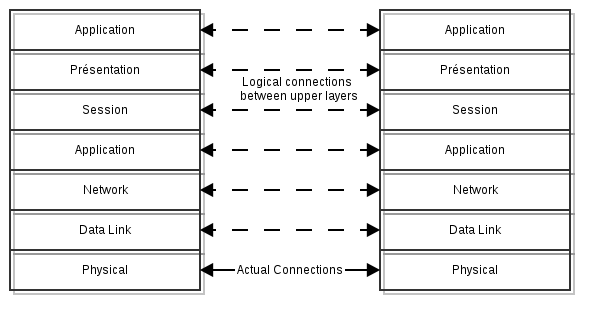 Application
Application
Présentation
Présentation
Logical connections
between upper layers
Session
Session
Application
Application
Network
Network
Data Link
Data Link
Physical
Actual Connections
Physical